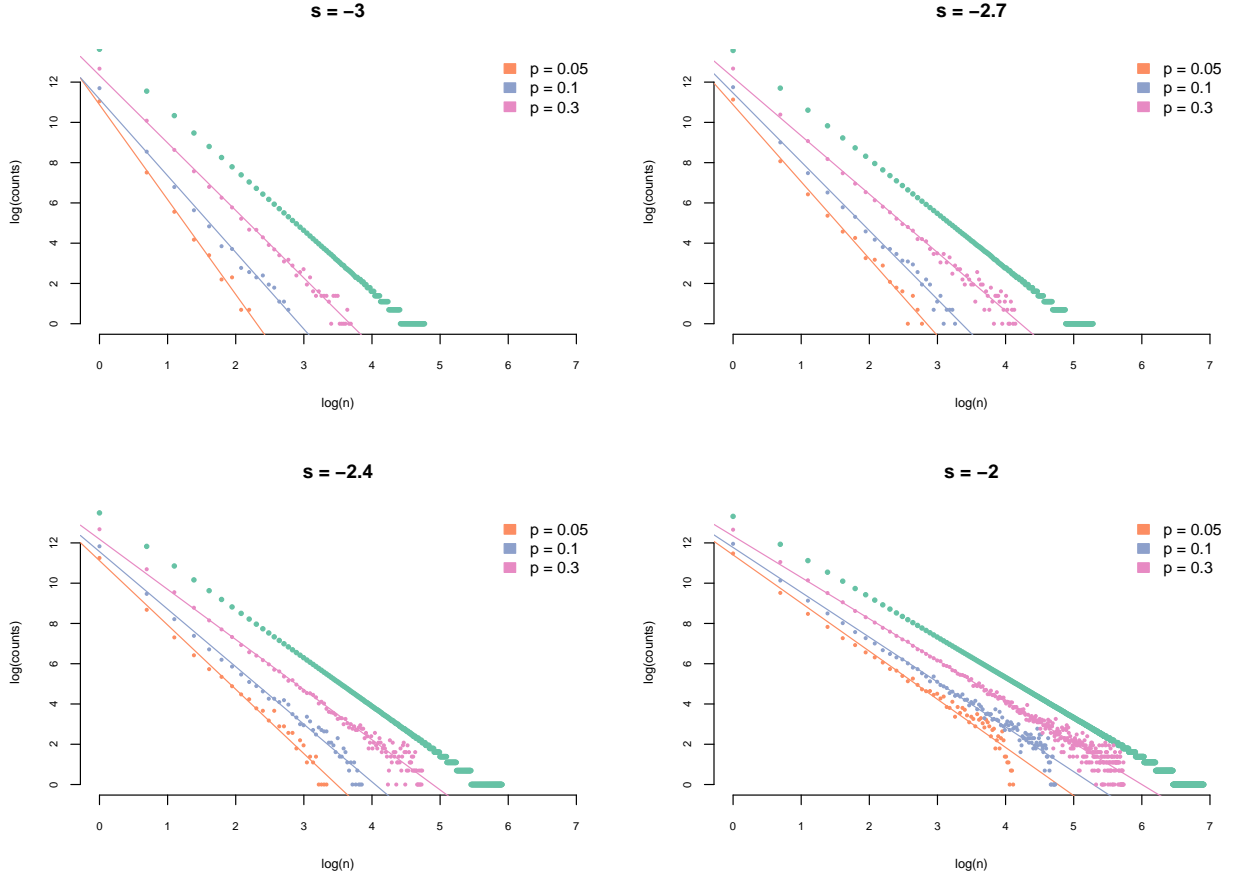 s = −3
p = 0.05
p = 0.1
p = 0.3
log(counts)
12
10
8
6
4
2
0
0 1 2 3 4 5 6 7
log(n)
s = −2.7
p = 0.05
p = 0.1
p = 0.3
log(counts)
12
10
8
6
4
2
0
0 1 2 3 4 5 6 7
log(n)
s = −2.4
p = 0.05
p = 0.1
p = 0.3
log(counts)
12
10
8
6
4
2
0
0 1 2 3 4 5 6 7
log(n)
s = −2
p = 0.05
p = 0.1
p = 0.3
log(counts)
12
10
8
6
4
2
0
0 1 2 3 4 5 6 7
log(n)